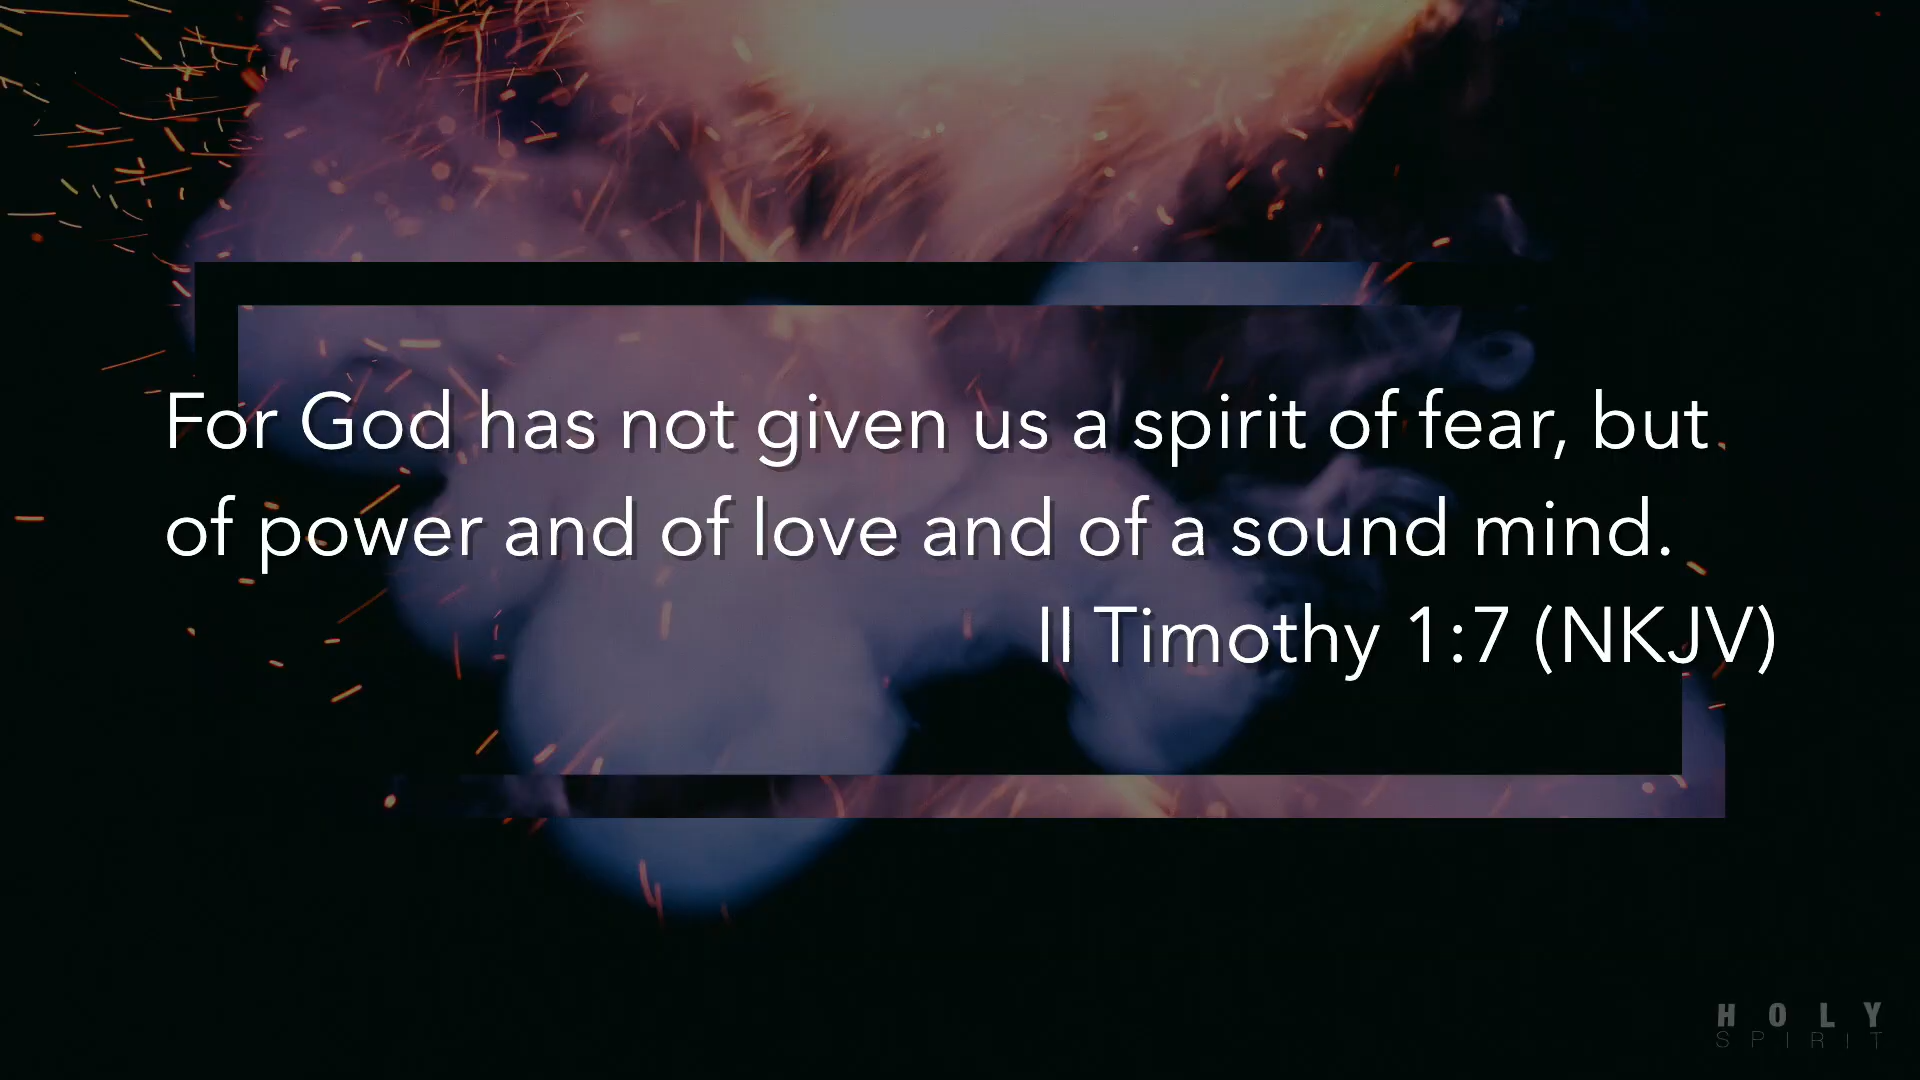 For God has not given us a spirit of fear, but
of power and of love and of a sound mind.
II Timothy 1:7 (NKJV)
HOLY
SPIRIT